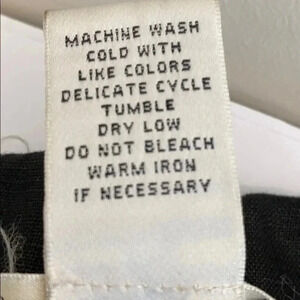 MACHINE WASH
COLD WITH
LIKE COLORS
DELICATE CYCLE
TUMBLE
DRY LOW
DO NOT BLEACH
WARM IRON
IF NECESSARY